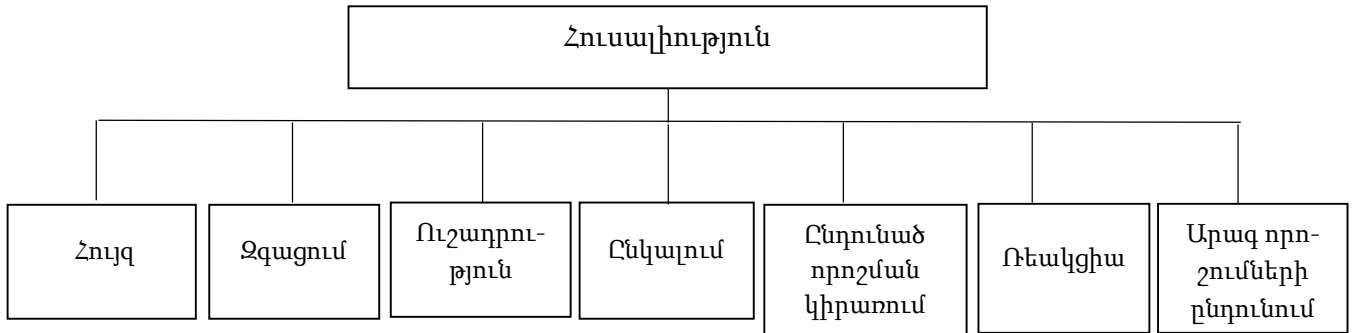 Հուսալիություն
Հույզ
Զգացում
Ուշադրու-
թյուն
Ընկալում
Ընդունած
որոշման
կիրառում
Ռեակցիա
Արագ որո-
շումների
ընդունում